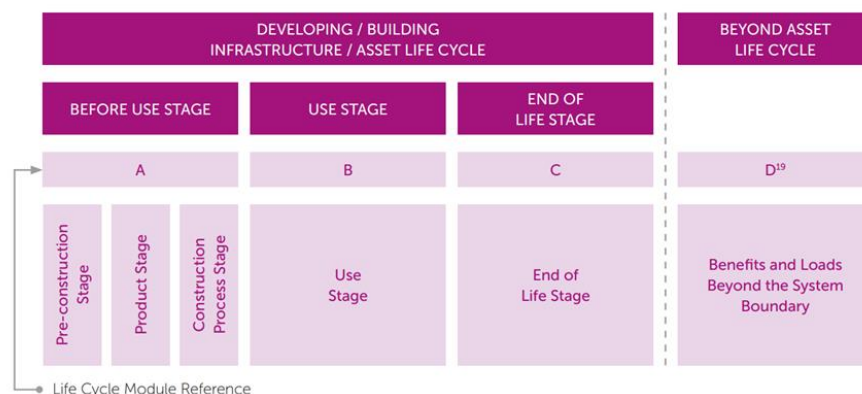 DEVELOPING / BUILDING
INFRASTRUCTURE / ASSET LIFE CYCLE
BEYOND ASSET
LIFE CYCLE
BEFORE USE STAGE
USE STAGE
END OF
LIFE STAGE
A
B
C
D¹⁹
Pre-construction
Stage
Product Stage
Construction
Process Stage
Use
Stage
End of
Life Stage
Benefits and Loads
Beyond the System
Boundary
Life Cycle Module Reference